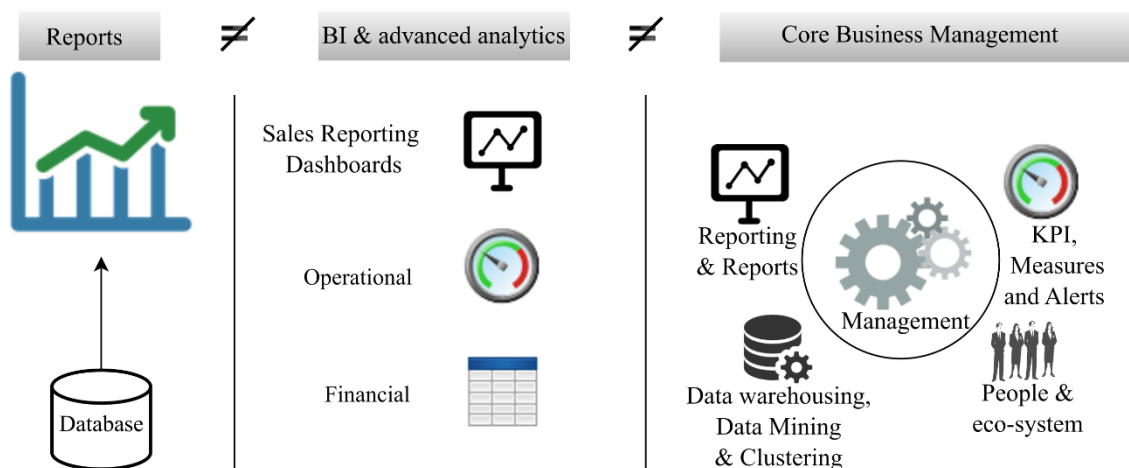 Reports
≠
BI & advanced analytics
≠
Core Business Management
Database
Sales Reporting
Dashboards
Operational
Financial
Reporting
& Reports
KPI,
Measures
and Alerts
Management
Data warehousing,
Data Mining
& Clustering
People &
eco-system